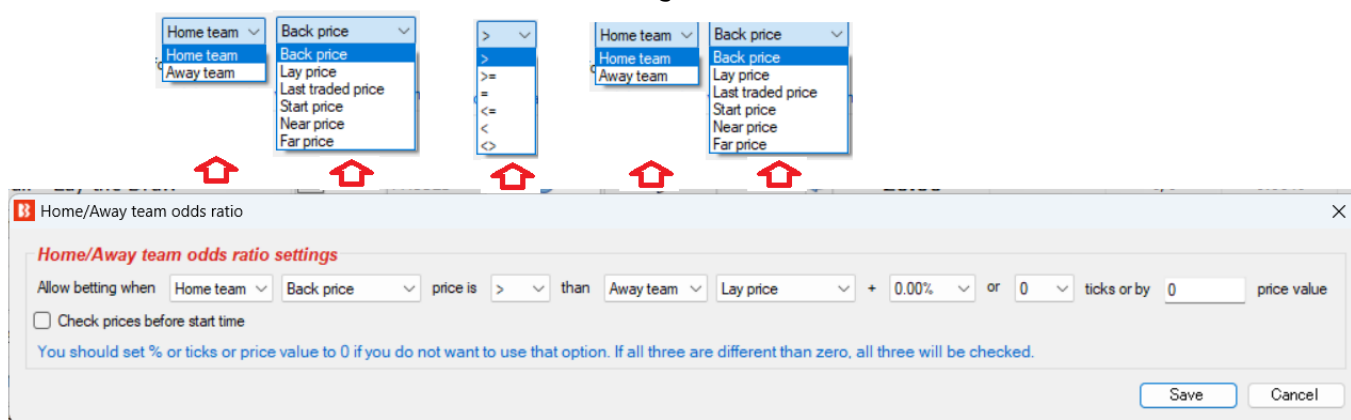 Home team
Home team
Away team
Back price
Back price
Lay price
Last traded price
Start price
Near price
Far price
>
>
>=
=
<=
<
<>
Home team
Home team
Away team
Back price
Back price
Lay price
Last traded price
Start price
Near price
Far price
Home/Away team odds ratio
Home/Away team odds ratio settings
Allow betting when Home team Back price price is > than Away team Lay price + 0.00% or 0 ticks or by 0 price value
Check prices before start time
You should set % or ticks or price value to 0 if you do not want to use that option. If all three are different than zero, all three will be checked.
Save Cancel